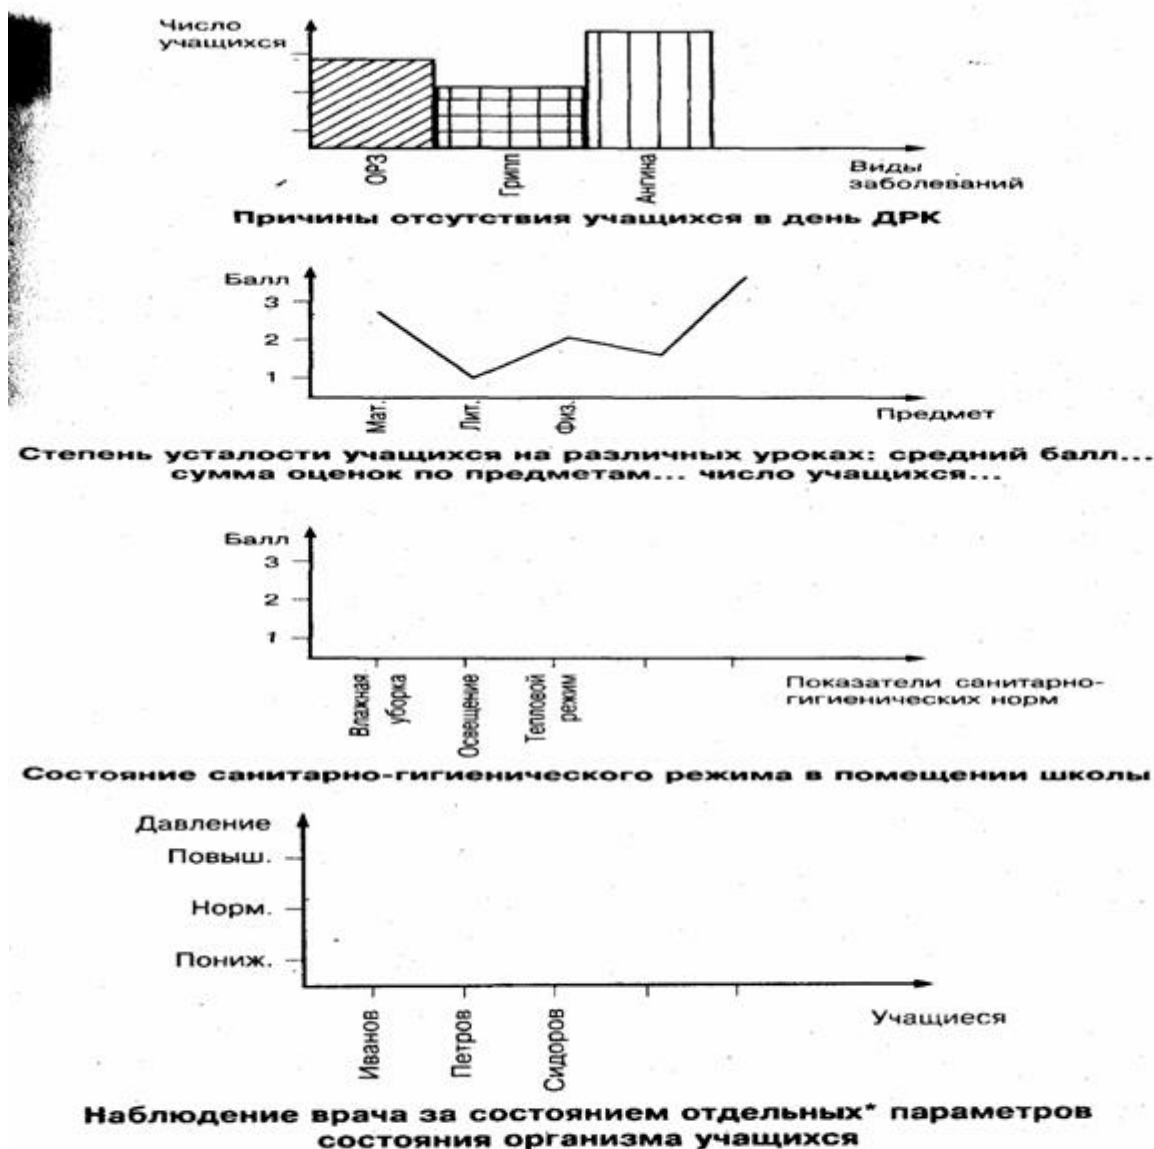 Число
учащихся
ОРЗ
Грипп
Ангина
Виды
заболеваний
Причины отсутствия учащихся в день ДРК
Балл
3
2
1
Мат.
Лит.
Физ.
Предмет
Степень усталости учащихся на различных уроках: средний балл...
сумма оценок по предметам... число учащихся...
Балл
3
2
1
Влажная
уборка
Освещение
Тепловой
режим
Показатели санитарно-
гигиенических норм
Состояние санитарно-гигиенического режима в помещении школы
Давление
Повыш.
Норм.
Пониж.
Иванов
Петров
Сидоров
Учащиеся
Наблюдение врача за состоянием отдельных* параметров
состояния организма учащихся